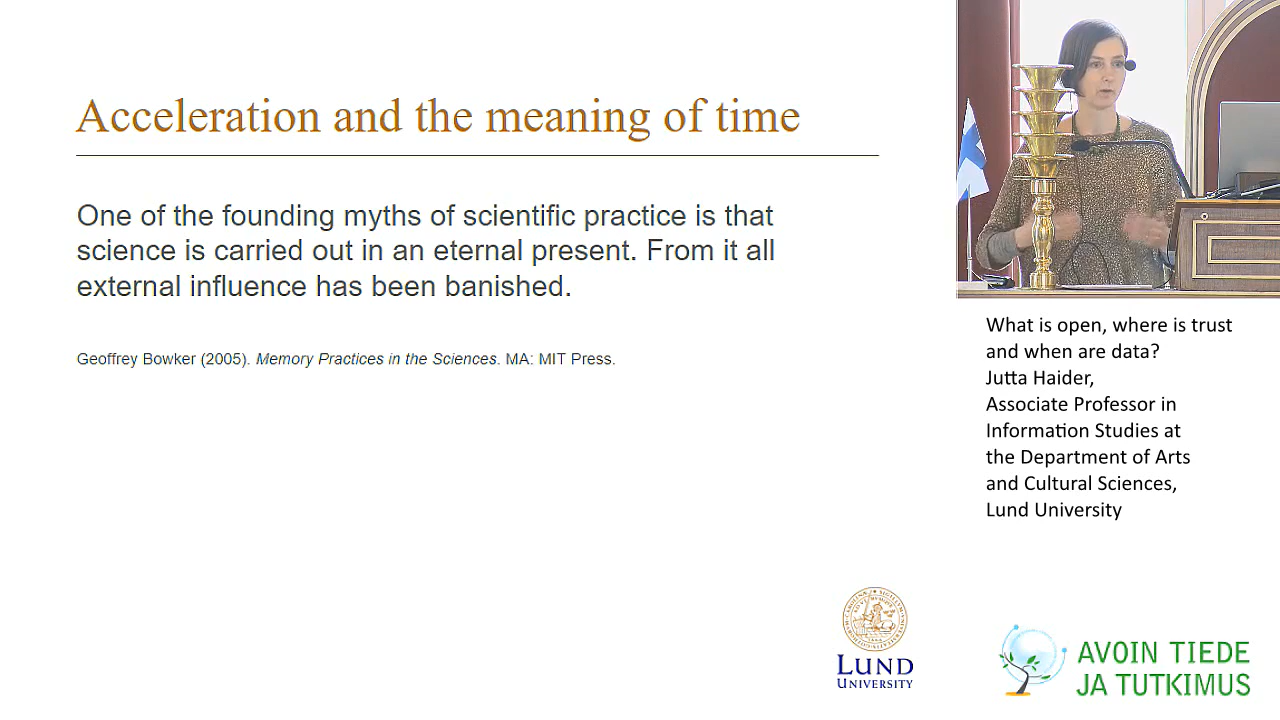 Acceleration and the meaning of time
One of the founding myths of scientific practice is that
science is carried out in an eternal present. From it all
external influence has been banished.
Geoffrey Bowker (2005). Memory Practices in the Sciences. MA: MIT Press.
What is open, where is trust
and when are data?
Jutta Haider,
Associate Professor in
Information Studies at
the Department of Arts
and Cultural Sciences,
Lund University
LUND
UNIVERSITY
AVOIN TIEDE
JA TUTKIMUS